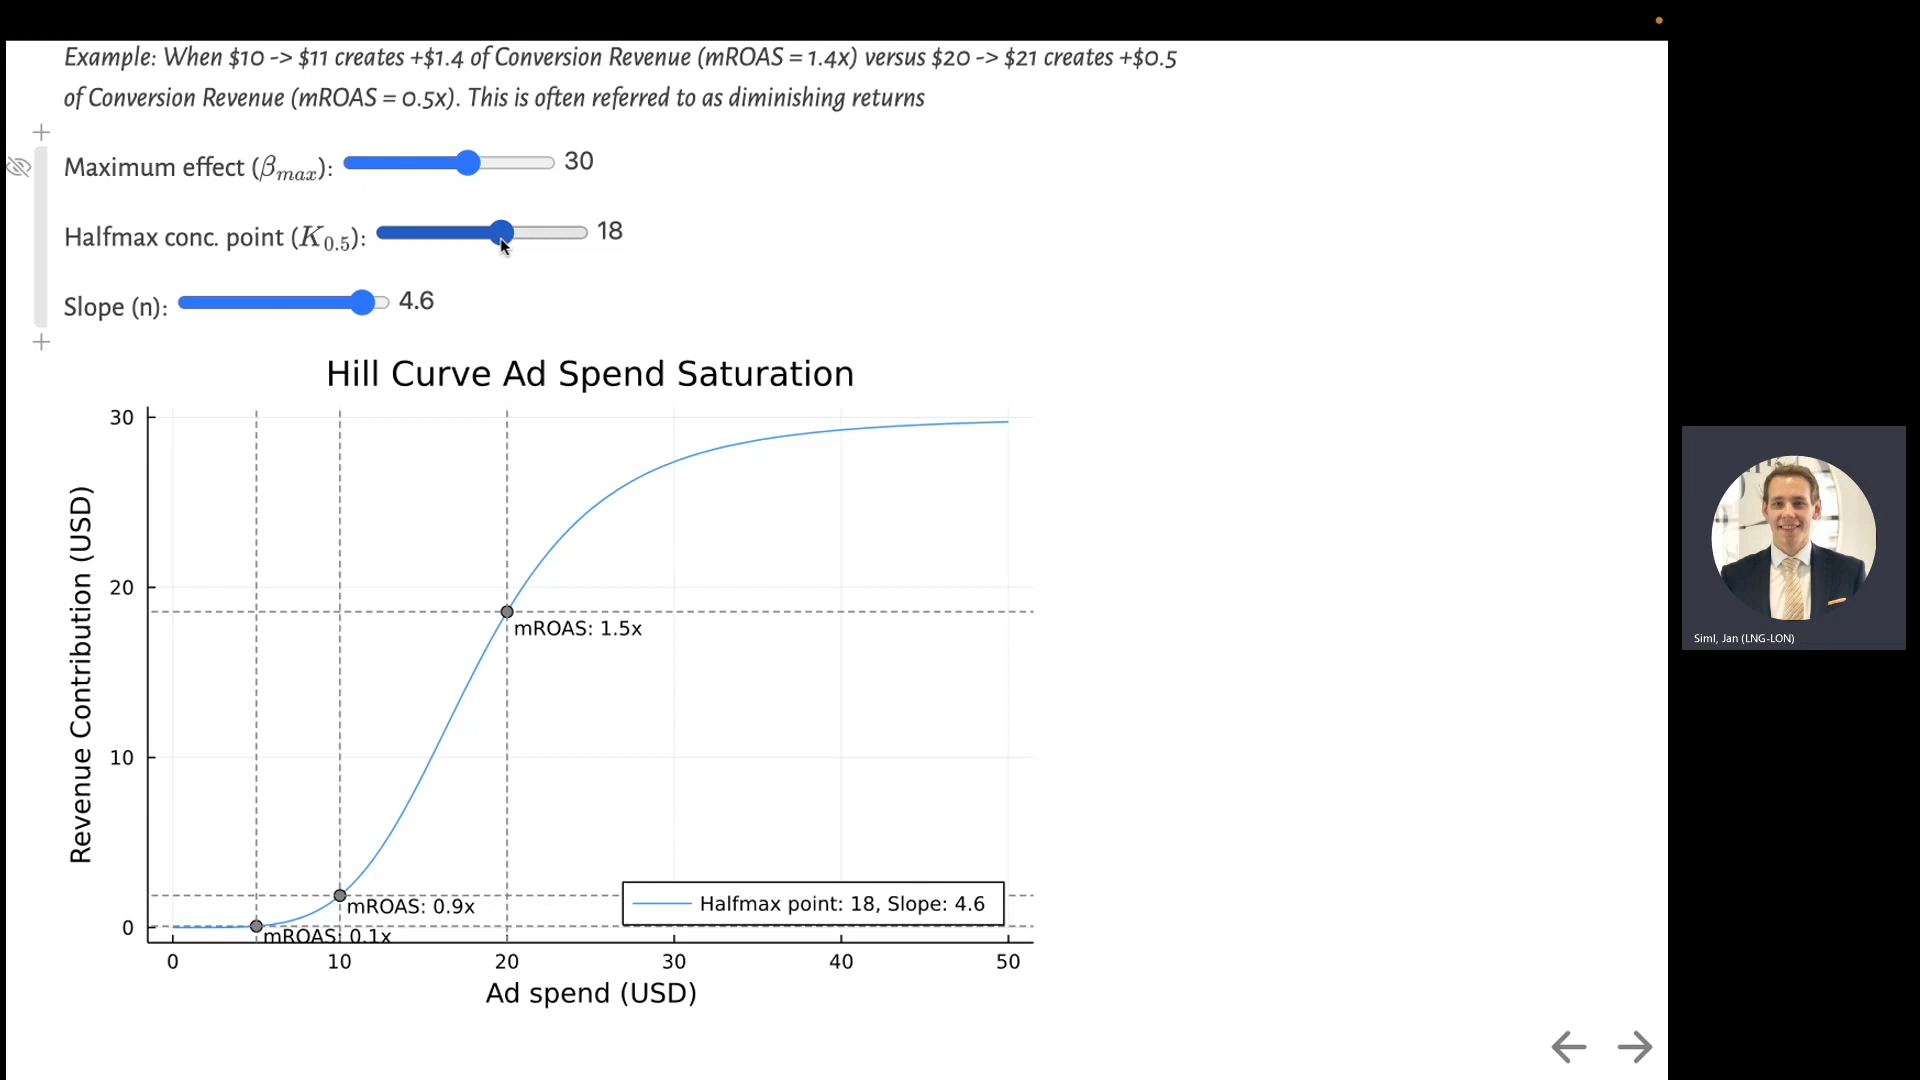 Example: When $10 -> $11 creates +$1.4 of Conversion Revenue (mROAS = 1.4x) versus $20 -> $21 creates +$0.5
of Conversion Revenue (mROAS = 0.5x). This is often referred to as diminishing returns
Maximum effect (βmax): 30
Halfmax conc. point (K0.5): 18
Slope (n): 4.6
Hill Curve Ad Spend Saturation
Revenue Contribution (USD)
30
20
10
0
mROAS: 1.5x
mROAS: 0.9x
mROAS: 0.1x
Halfmax point: 18, Slope: 4.6
0 10 20 30 40 50
Ad spend (USD)
Siml, Jan (LNG-LON)